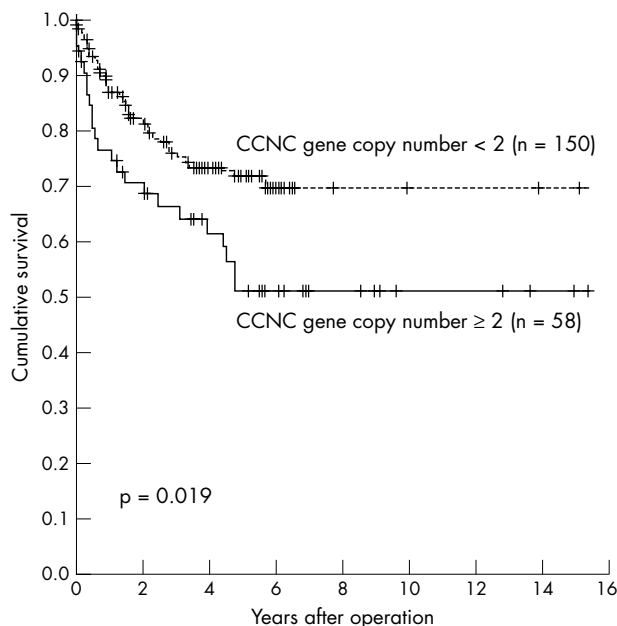 1.0
0.9
0.8
0.7
0.6
0.5
0.4
0.3
0.2
0.1
0.0
Cumulative survival
CCNC gene copy number < 2 (n = 150)
CCNC gene copy number ≥ 2 (n = 58)
p = 0.019
0 2 4 6 8 10 12 14 16
Years after operation